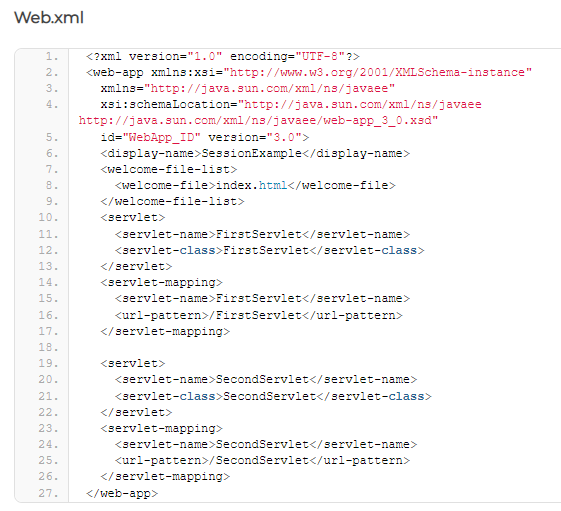 Web.xml
1. <?xml version="1.0" encoding="UTF-8"?>
2. <web-app xmlns:xsi="http://www.w3.org/2001/XMLSchema-instance"
3. xmlns="http://java.sun.com/xml/ns/javaee"
4. xsi:schemaLocation="http://java.sun.com/xml/ns/javaee
http://java.sun.com/xml/ns/javaee/web-app_3_0.xsd"
5. id="WebApp_ID" version="3.0">
6. <display-name>SessionExample</display-name>
7. <welcome-file-list>
8. <welcome-file>index.html</welcome-file>
9. </welcome-file-list>
10. <servlet>
11. <servlet-name>FirstServlet</servlet-name>
12. <servlet-class>FirstServlet</servlet-class>
13. </servlet>
14. <servlet-mapping>
15. <servlet-name>FirstServlet</servlet-name>
16. <url-pattern>/FirstServlet</url-pattern>
17. </servlet-mapping>
18.
19. <servlet>
20. <servlet-name>SecondServlet</servlet-name>
21. <servlet-class>SecondServlet</servlet-class>
22. </servlet>
23. <servlet-mapping>
24. <servlet-name>SecondServlet</servlet-name>
25. <url-pattern>/SecondServlet</url-pattern>
26. </servlet-mapping>
27. </web-app>